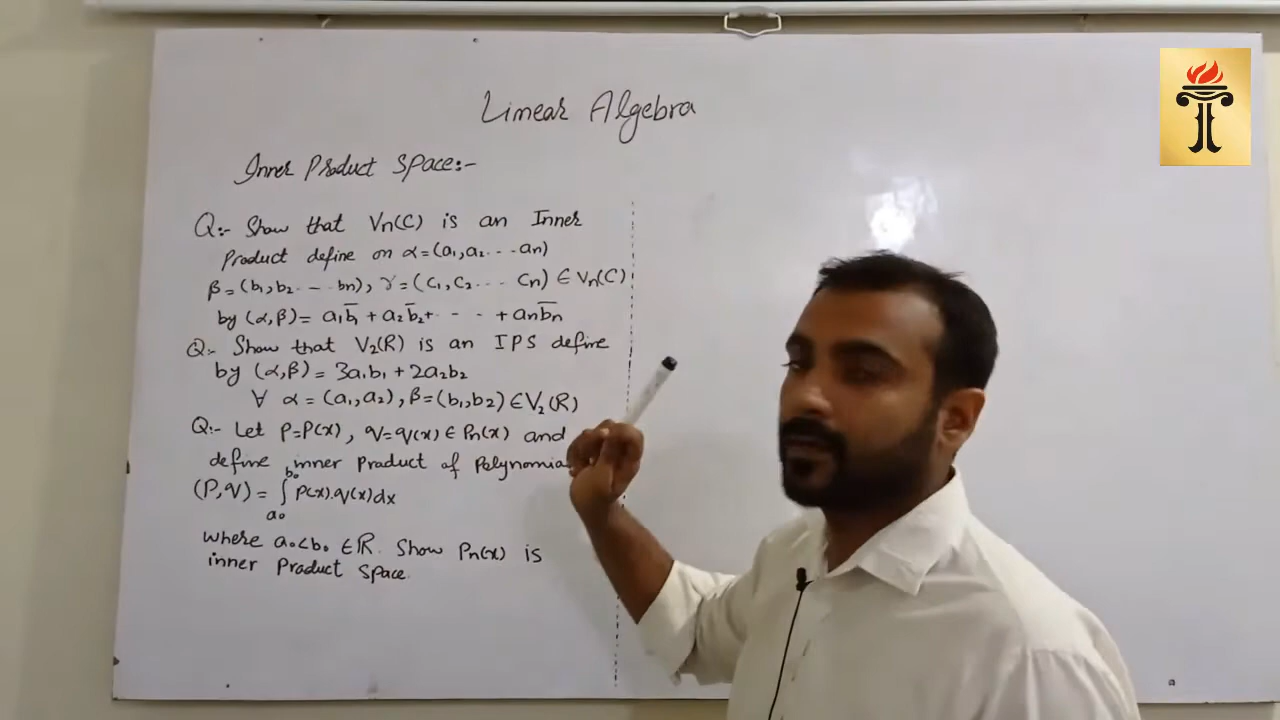 Linear Algebra
Inner Product Space:-
Q:- Show that Vn(C) is an Inner
Product define on α=(a₁,a₂...an)
β=(b₁,b₂...bn), γ=(c₁,c₂...cn) ∈ Vn(C)
by (α,β)= a₁b̅₁ + a₂b̅₂+ - - - + anb̅n
Q:- Show that V₂(R) is an IPS define
by (α,β)= 3a₁b₁ + 2a₂b₂
∀ α=(a₁,a₂), β=(b₁,b₂) ∈V₂(R)
Q:- Let P=P(x), q=q(x) ∈ Pn(x) and
define inner product of Polynomia
(P,q) = ∫ₐ₀ᵇ⁰ P(x).q(x)dx
where a₀<b₀ ∈ R. Show Pn(x) is
inner Product Space.